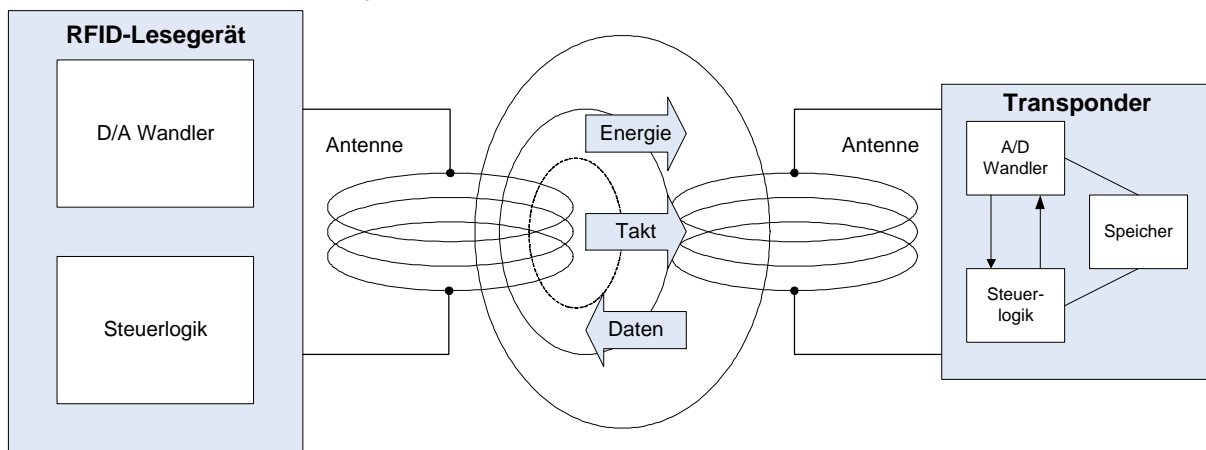 RFID-Lesegerät
D/A Wandler
Steuerlogik
Antenne
Energie
Takt
Daten
Antenne
Transponder
A/D
Wandler
Speicher
Steuer-
logik